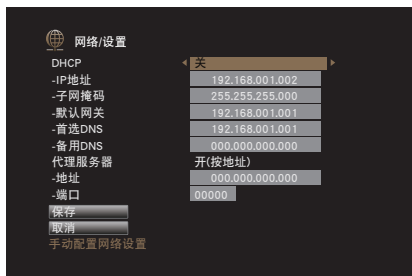 网络/设置
DHCP 关
-IP地址 192.168.001.002
-子网掩码 255.255.255.000
-默认网关 192.168.001.001
-首选DNS 192.168.001.001
-备用DNS 000.000.000.000
代理服务器 开(按地址)
-地址 000.000.000.000
-端口 00000
保存
取消
手动配置网络设置